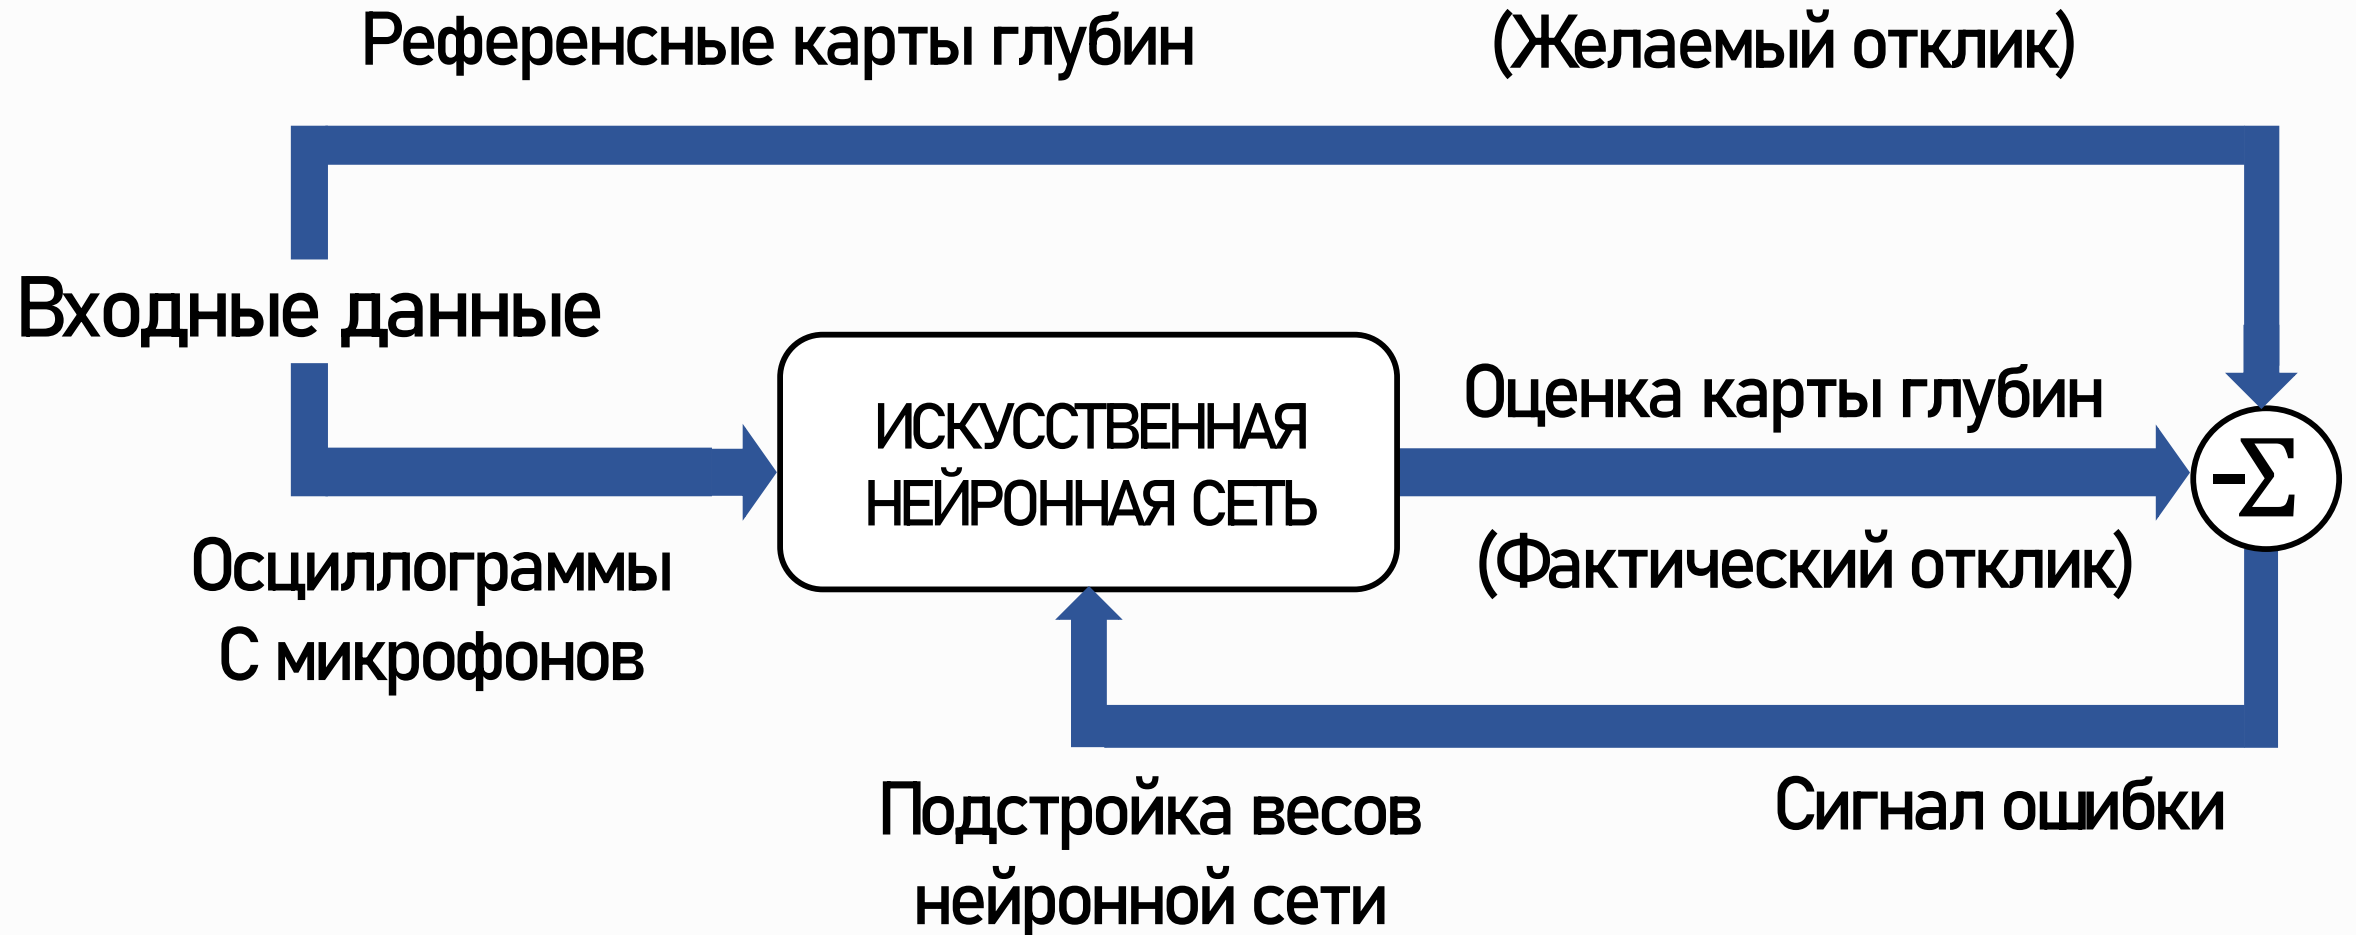 Референсные карты глубин
(Желаемый отклик)
Входные данные
ИСКУССТВЕННАЯ
НЕЙРОННАЯ СЕТЬ
Оценка карты глубин
-Σ
(Фактический отклик)
Осциллограммы
С микрофонов
Подстройка весов
нейронной сети
Сигнал ошибки